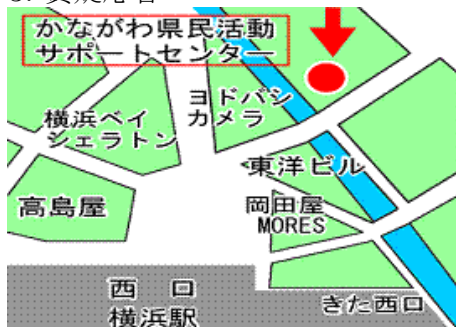 かながわ県民活動
サポートセンター
ヨドバシ
カメラ
横浜ベイ
シェラトン
東洋ビル
高島屋
岡田屋
MORES
西口
横浜駅
きた西口